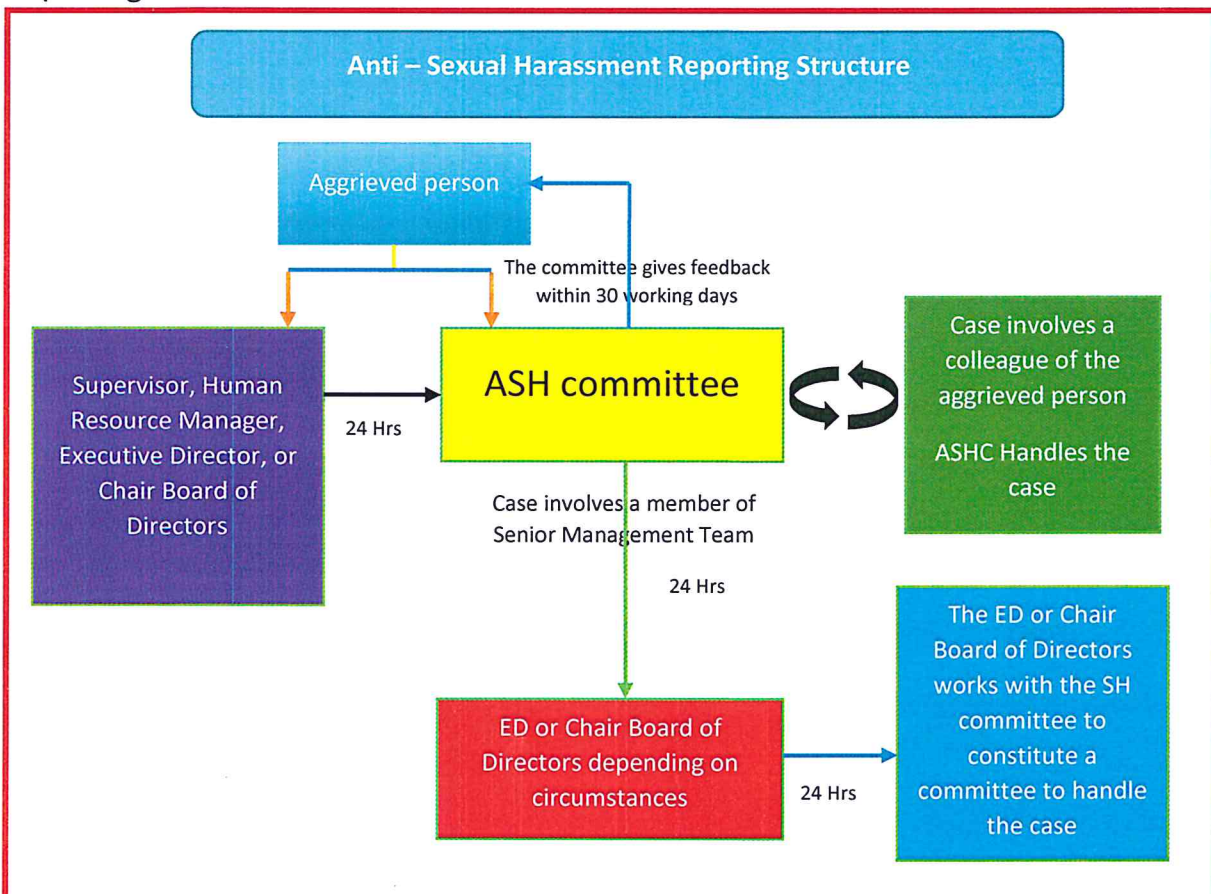 Anti – Sexual Harassment Reporting Structure
Aggrieved person
The committee gives feedback
within 30 working days
Supervisor, Human
Resource Manager,
Executive Director, or
Chair Board of
Directors
24 Hrs
ASH committee
Case involves a
colleague of the
aggrieved person
ASHC Handles the
case
Case involves a member of
Senior Management Team
24 Hrs
ED or Chair Board of
Directors depending on
circumstances
24 Hrs
The ED or Chair
Board of Directors
works with the SH
committee to
constitute a
committee to handle
the case